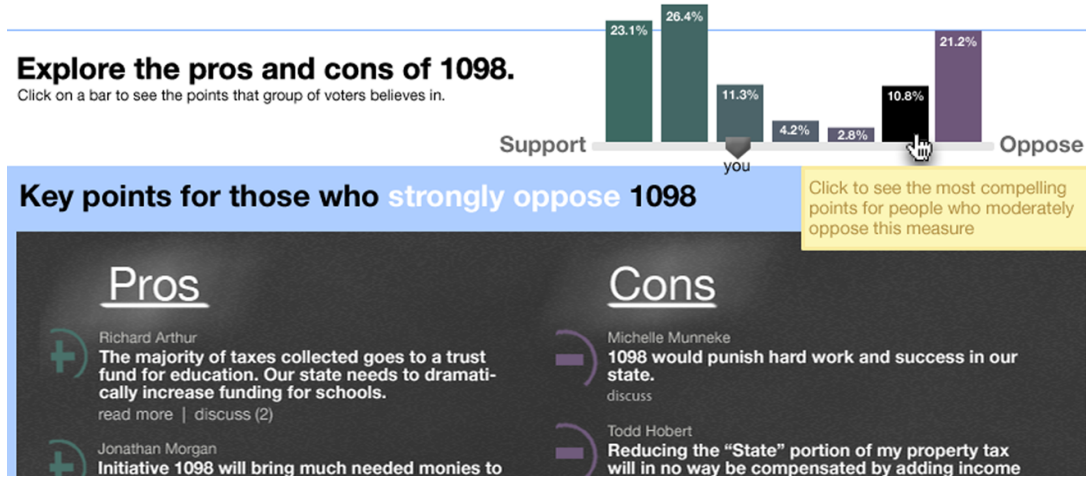 23.1%
26.4%
11.3%
4.2%
2.8%
10.8%
21.2%
Explore the pros and cons of 1098.
Click on a bar to see the points that group of voters believes in.
Support
Oppose
you
Key points for those who strongly oppose 1098
Click to see the most compelling
points for people who moderately
oppose this measure
Pros
Richard Arthur
The majority of taxes collected goes to a trust
fund for education. Our state needs to dramati-
cally increase funding for schools.
read more | discuss (2)
Jonathan Morgan
Initiative 1098 will bring much needed monies to
Cons
Michelle Munneke
1098 would punish hard work and success in our
state.
discuss
Todd Hobert
Reducing the “State” portion of my property tax
will in no way be compensated by adding income